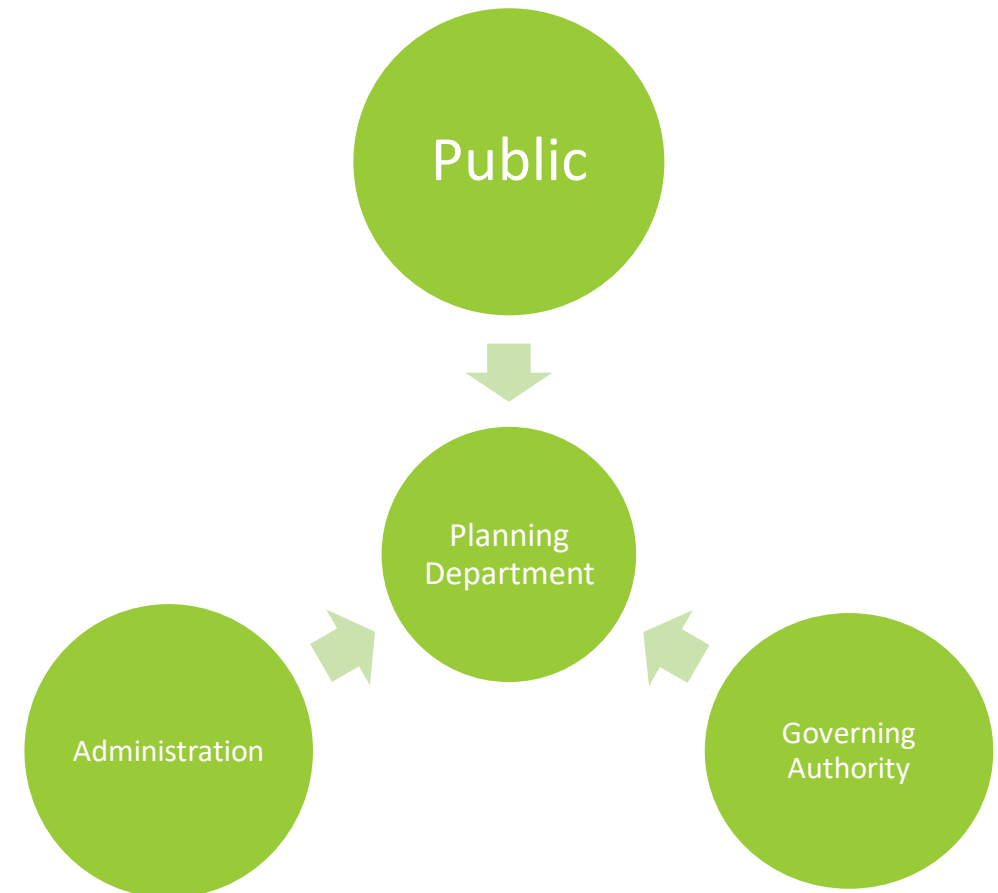 Public
Planning
Department
Administration
Governing
Authority